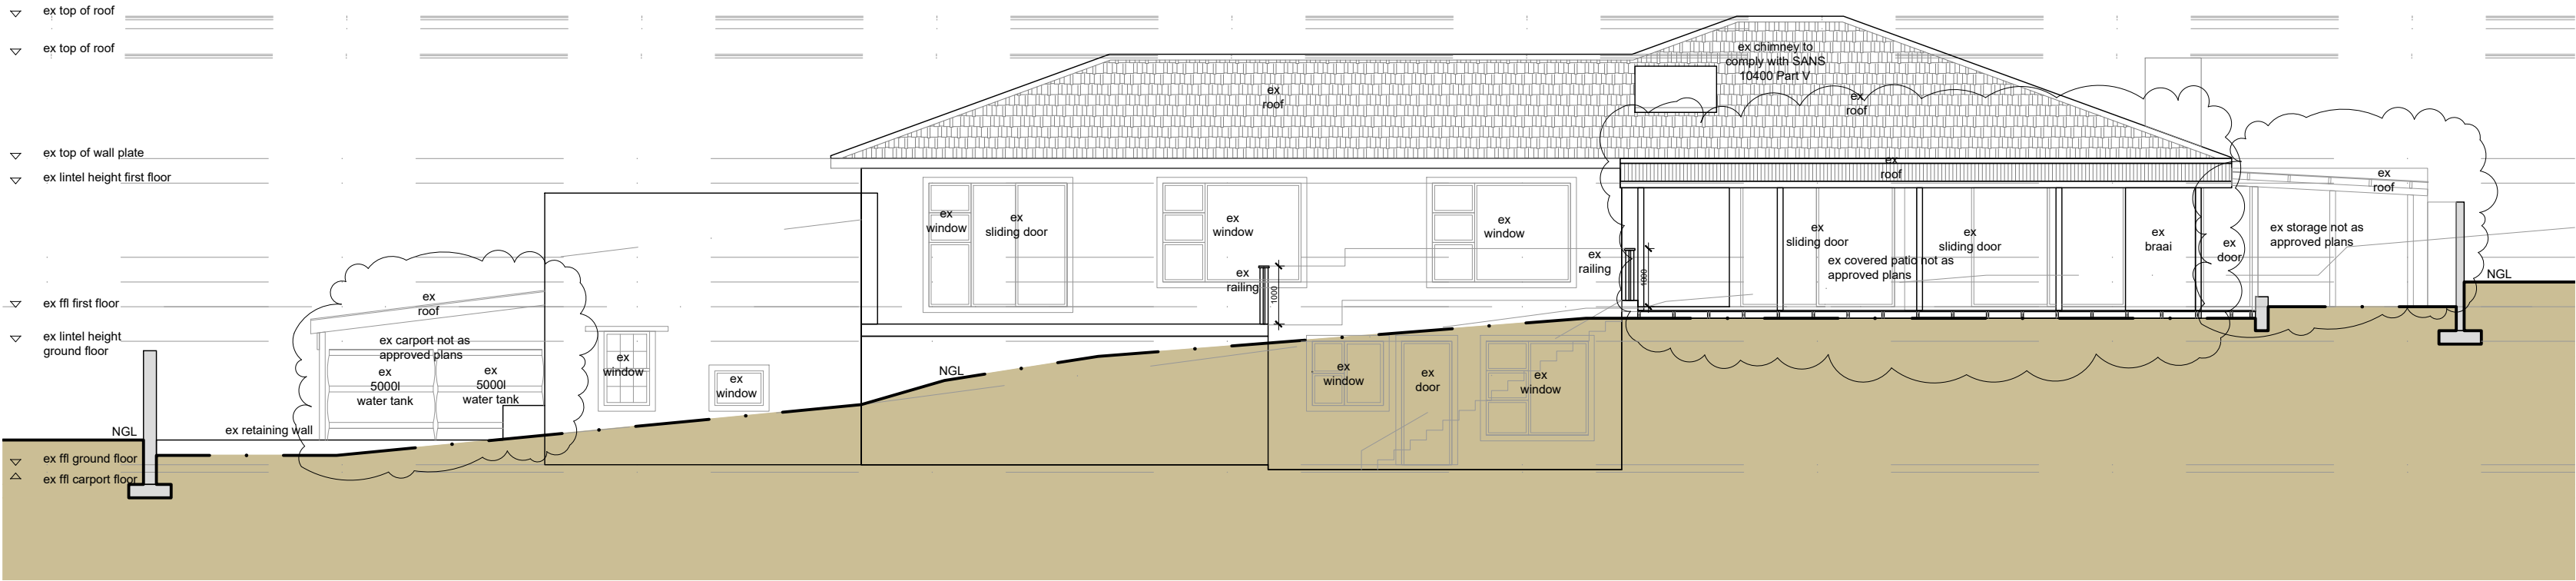 ex top of roof
ex top of roof
ex chimney to
comply with SANS
10400 Part V
ex
roof
ex
roof
ex top of wall plate
ex lintel height first floor
ex
roof
ex
roof
ex
window
ex
sliding door
ex
window
ex
window
ex
railing
1000
ex
railing
1000
ex
sliding door
ex
sliding door
ex covered patio not as
approved plans
ex
braai
ex
door
ex storage not as
approved plans
NGL
ex ffl first floor
ex
roof
ex lintel height
ground floor
ex carport not as
approved plans
ex
5000l
water tank
ex
5000l
water tank
ex
window
ex
window
NGL
ex
window
ex
door
ex
window
NGL
ex retaining wall
ex ffl ground floor
ex ffl carport floor